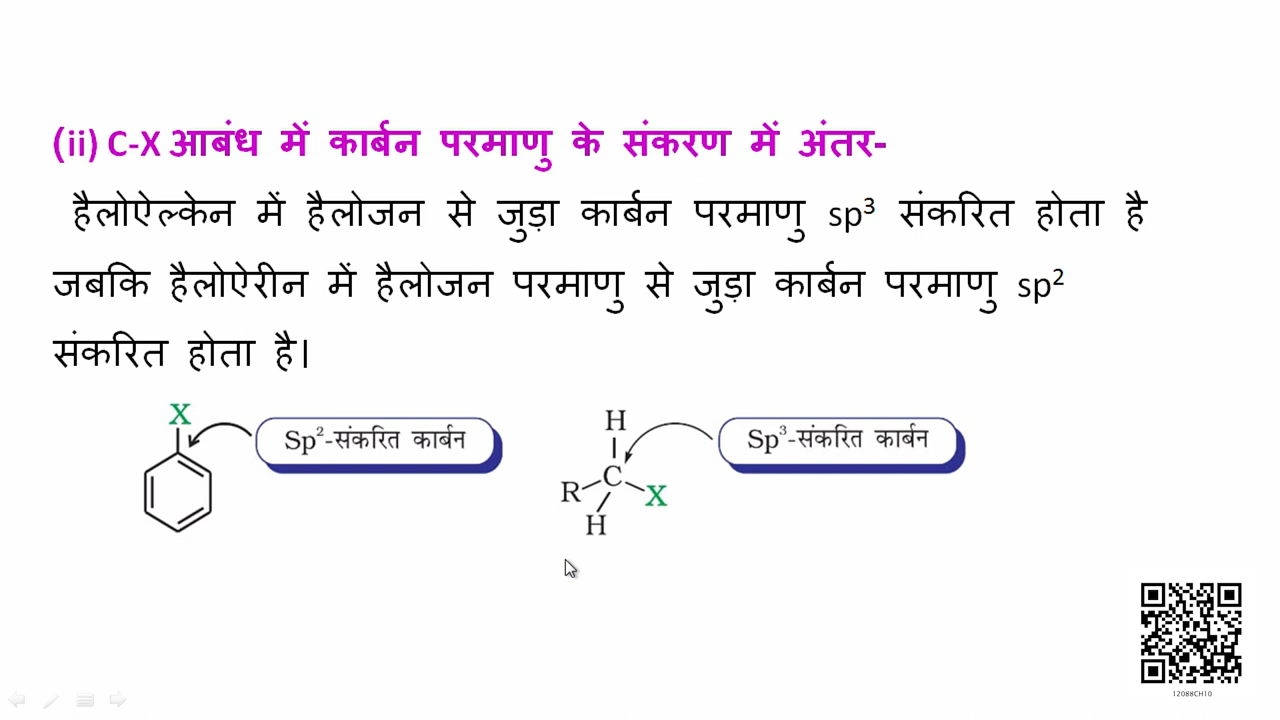 (ii) C-X आबंध में कार्बन परमाणु के संकरण में अंतर-
हैलोऐल्केन में हैलोजन से जुड़ा कार्बन परमाणु sp³ संकरित होता है
जबकि हैलोऐरीन में हैलोजन परमाणु से जुड़ा कार्बन परमाणु sp²
संकरित होता है।
X
Sp²-संकरित कार्बन
H
Sp³-संकरित कार्बन
C
R
X
H
12088CH10